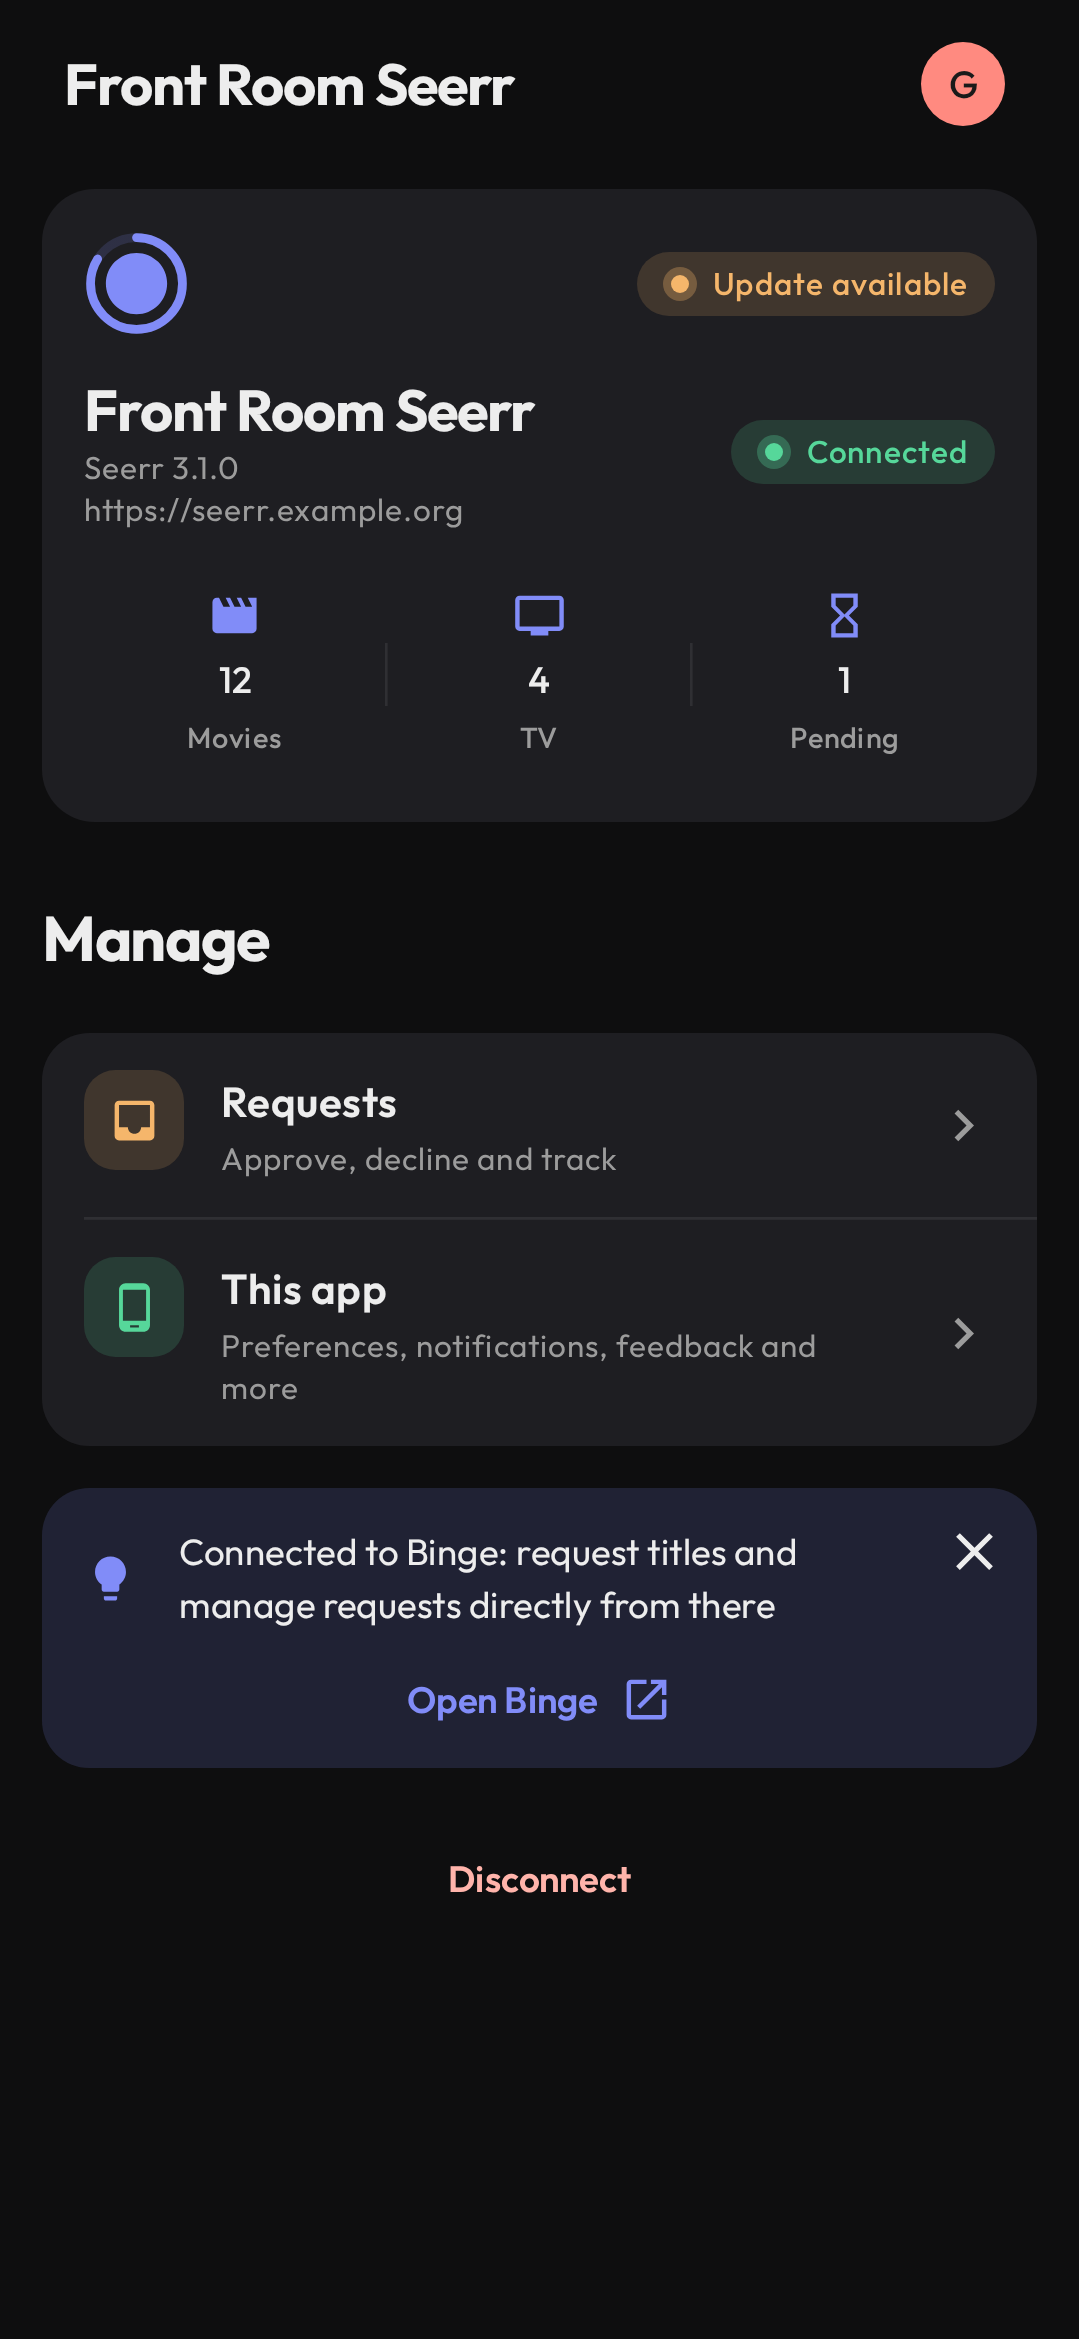 Front Room Seerr
G
Update available
Front Room Seerr
Seerr 3.1.0
https://seerr.example.org
Connected
12
Movies
4
TV
1
Pending
Manage
Requests
Approve, decline and track
This app
Preferences, notifications, feedback and
more
Connected to Binge: request titles and
manage requests directly from there
Open Binge
Disconnect